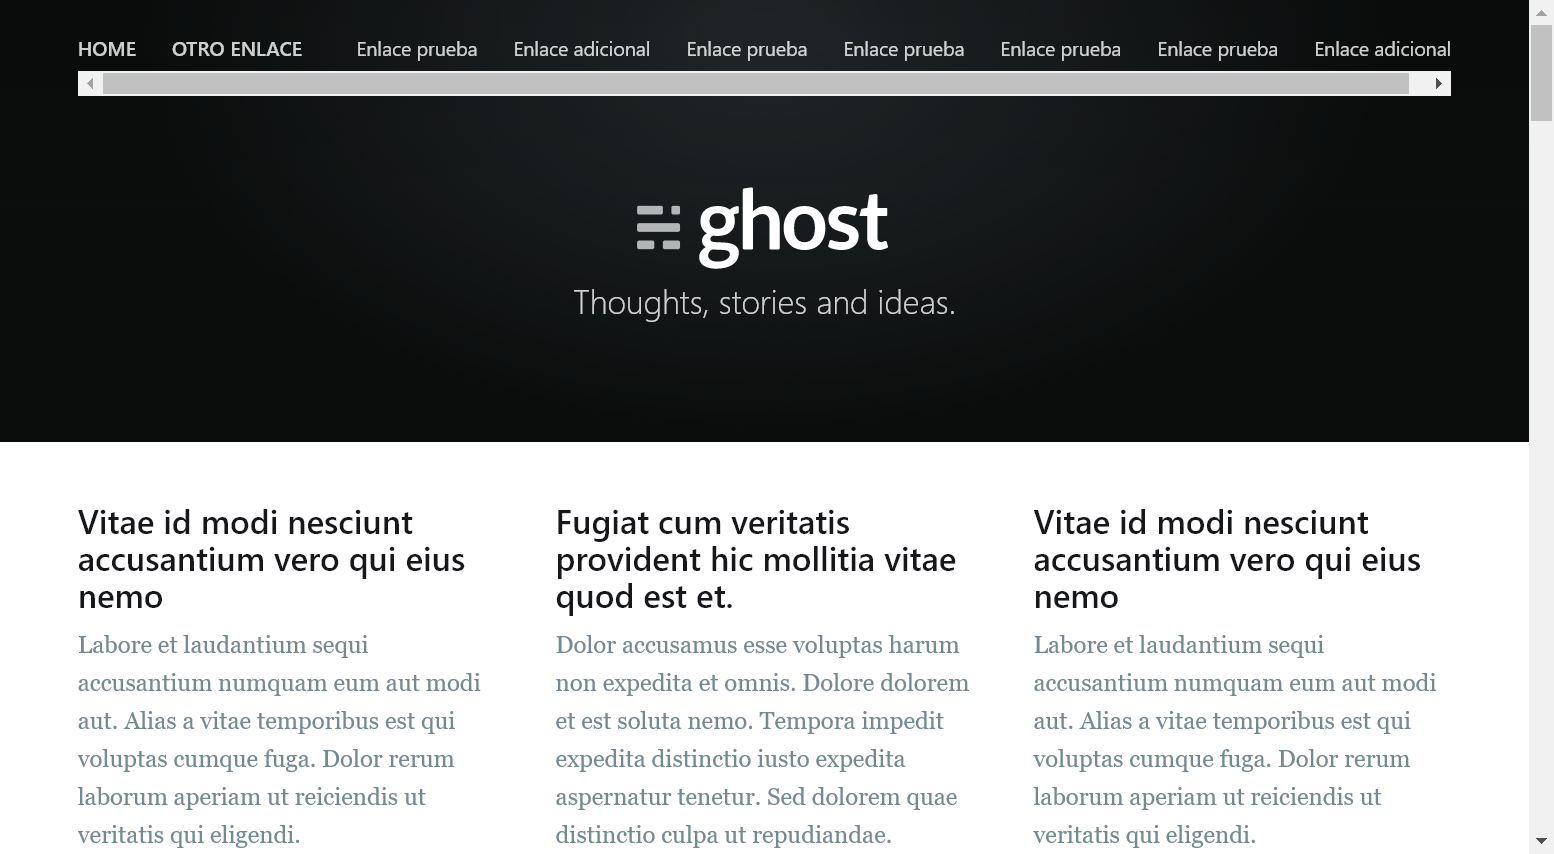 HOME OTRO ENLACE Enlace prueba Enlace adicional Enlace prueba Enlace prueba Enlace prueba Enlace prueba Enlace adicional
ghost
Thoughts, stories and ideas.
Vitae id modi nesciunt
accusantium vero qui eius
nemo
Labore et laudantium sequi
accusantium numquam eum aut modi
aut. Alias a vitae temporibus est qui
voluptas cumque fuga. Dolor rerum
laborum aperiam ut reiciendis ut
veritatis qui eligendi.
Fugiat cum veritatis
provident hic mollitia vitae
quod est et.
Dolor accusamus esse voluptas harum
non expedita et omnis. Dolore dolorem
et est soluta nemo. Tempora impedit
expedita distinctio iusto expedita
aspernatur tenetur. Sed dolorem quae
distinctio culpa ut repudiandae.
Vitae id modi nesciunt
accusantium vero qui eius
nemo
Labore et laudantium sequi
accusantium numquam eum aut modi
aut. Alias a vitae temporibus est qui
voluptas cumque fuga. Dolor rerum
laborum aperiam ut reiciendis ut
veritatis qui eligendi.